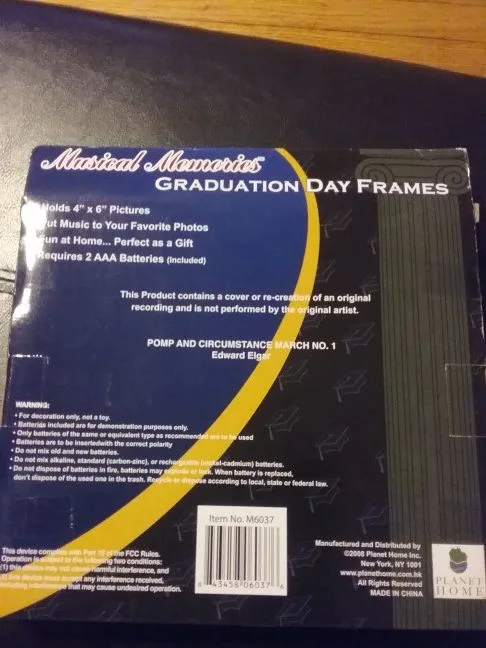 Musical Memories™
GRADUATION DAY FRAMES
Holds 4" x 6" Pictures
Put Music to Your Favorite Photos
Fun at Home... Perfect as a Gift
Requires 2 AAA Batteries (Included)
This Product contains a cover or re-creation of an original
recording and is not performed by the original artist.
POMP AND CIRCUMSTANCE MARCH NO. 1
Edward Elgar
WARNING:
• For decoration only, not a toy.
• Batteries included are for demonstration purposes only.
• Only batteries of the same or equivalent type as recommended are to be used
• Batteries are to be insertedwith the correct polarity
• Do not mix old and new batteries.
• Do not mix alkaline, standard (carbon-zinc), or rechargeable (nickel-cadmium) batteries.
• Do not dispose of batteries in fire, batteries may explode or leak. When battery is replaced,
don't dispose of the used one in the trash. Recycle or dispose according to local, state or federal law.
This device complies with Part 15 of the FCC Rules.
Operation is subject to the following two conditions:
(1) this device may not cause harmful interference, and
(2) this device must accept any interference received,
including interference that may cause undesired operation.
Item No. M6037
8 43458 06037 6
Manufactured and Distributed by
©2008 Planet Home Inc.
New York, NY 1001
www.planethome.com.hk
All Rights Reserved
MADE IN CHINA
PLANET
HOME